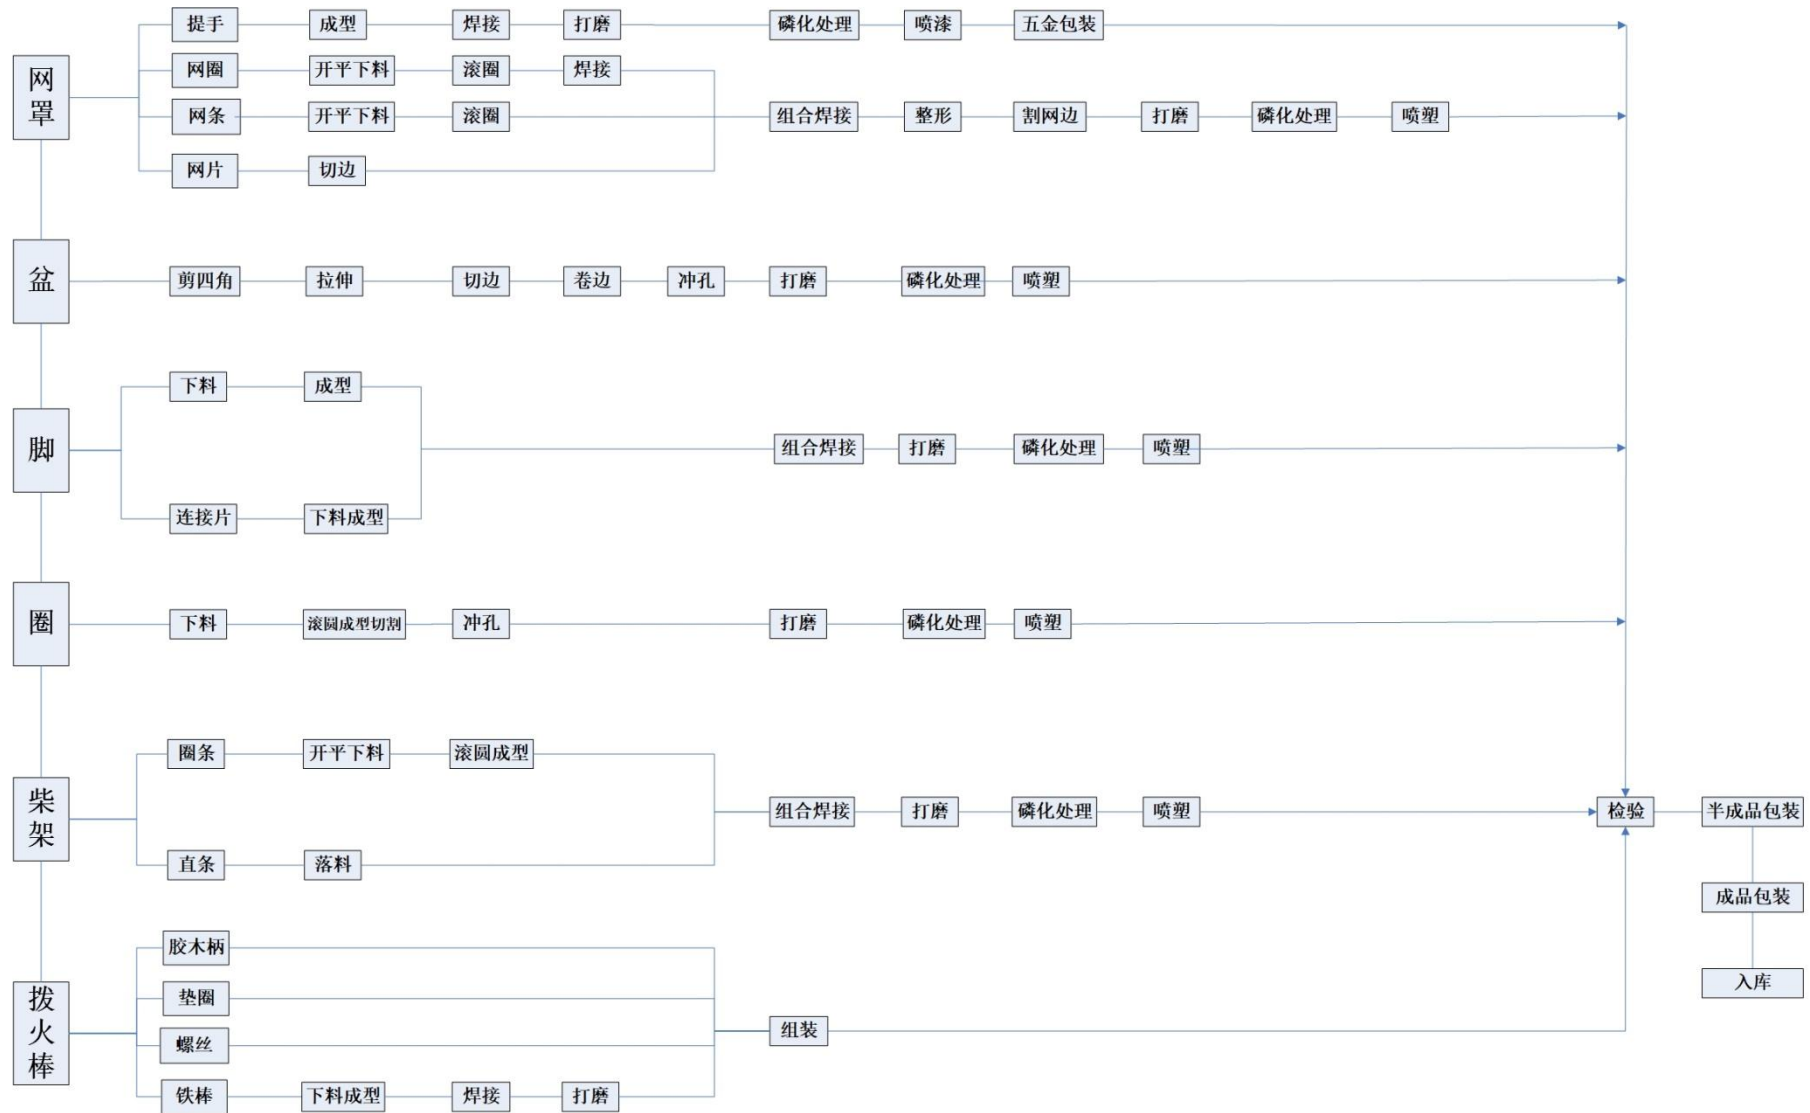 提手 成型 焊接 打磨 磷化处理 喷漆 五金包装
网罩
网圈 开平下料 滚圈 焊接
网条 开平下料 滚圈 组合焊接 整形 割网边 打磨 磷化处理 喷塑
网片 切边
盆 剪四角 拉伸 切边 卷边 冲孔 打磨 磷化处理 喷塑
下料 成型
脚 组合焊接 打磨 磷化处理 喷塑
连接片 下料成型
圈 下料 滚圆成型切割 冲孔 打磨 磷化处理 喷塑
圈条 开平下料 滚圆成型
柴架 组合焊接 打磨 磷化处理 喷塑 检验 半成品包装
直条 落料
成品包装
胶木柄
入库
垫圈
拨火棒 组装
螺丝
铁棒 下料成型 焊接 打磨